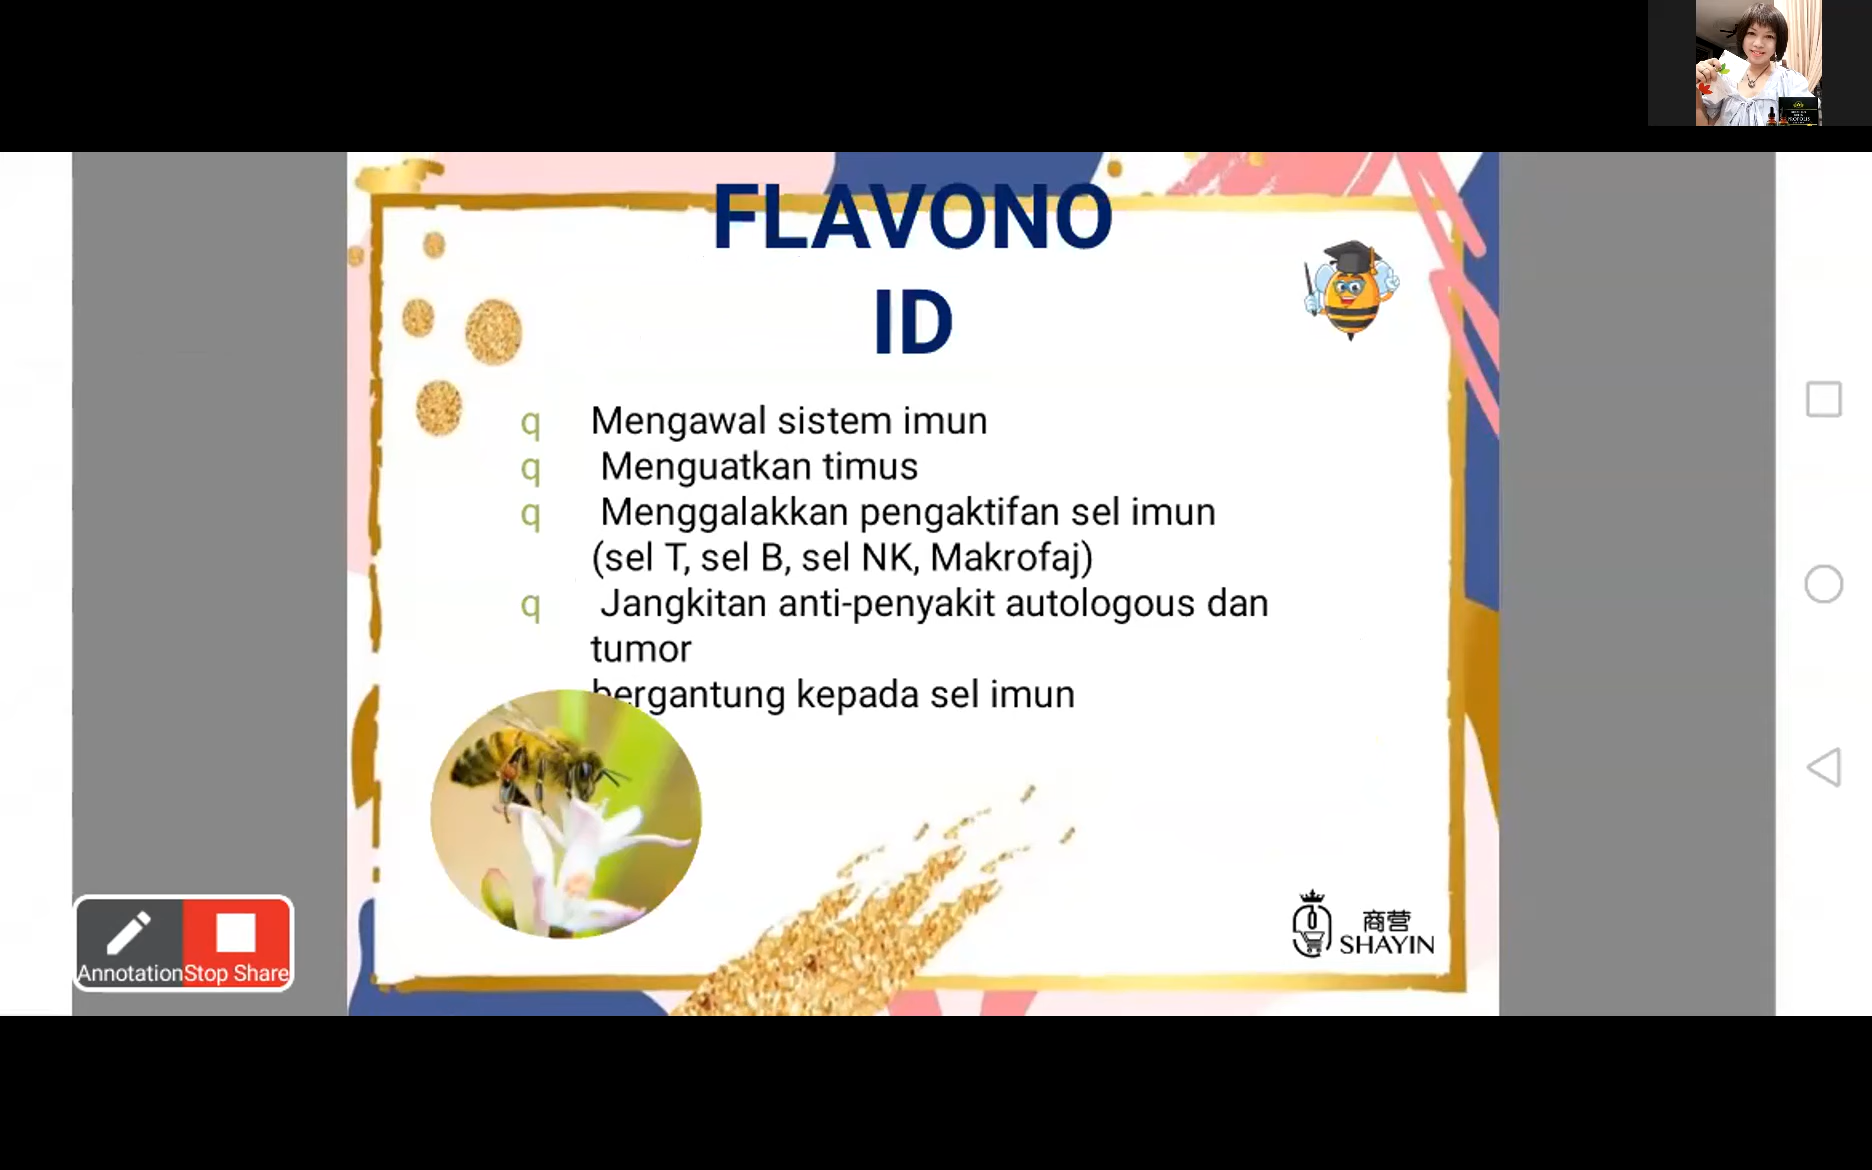 PROPOLIS
FLAVONO
ID
q Mengawal sistem imun
q Menguatkan timus
q Menggalakkan pengaktifan sel imun
(sel T, sel B, sel NK, Makrofaj)
q Jangkitan anti-penyakit autologous dan
tumor
bergantung kepada sel imun
商营
SHAYIN
Annotation Stop Share